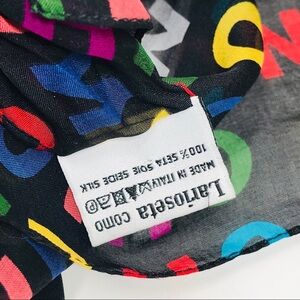 Larioseta como
MADE IN ITALY
100% SETA SOIE SEIDE SILK